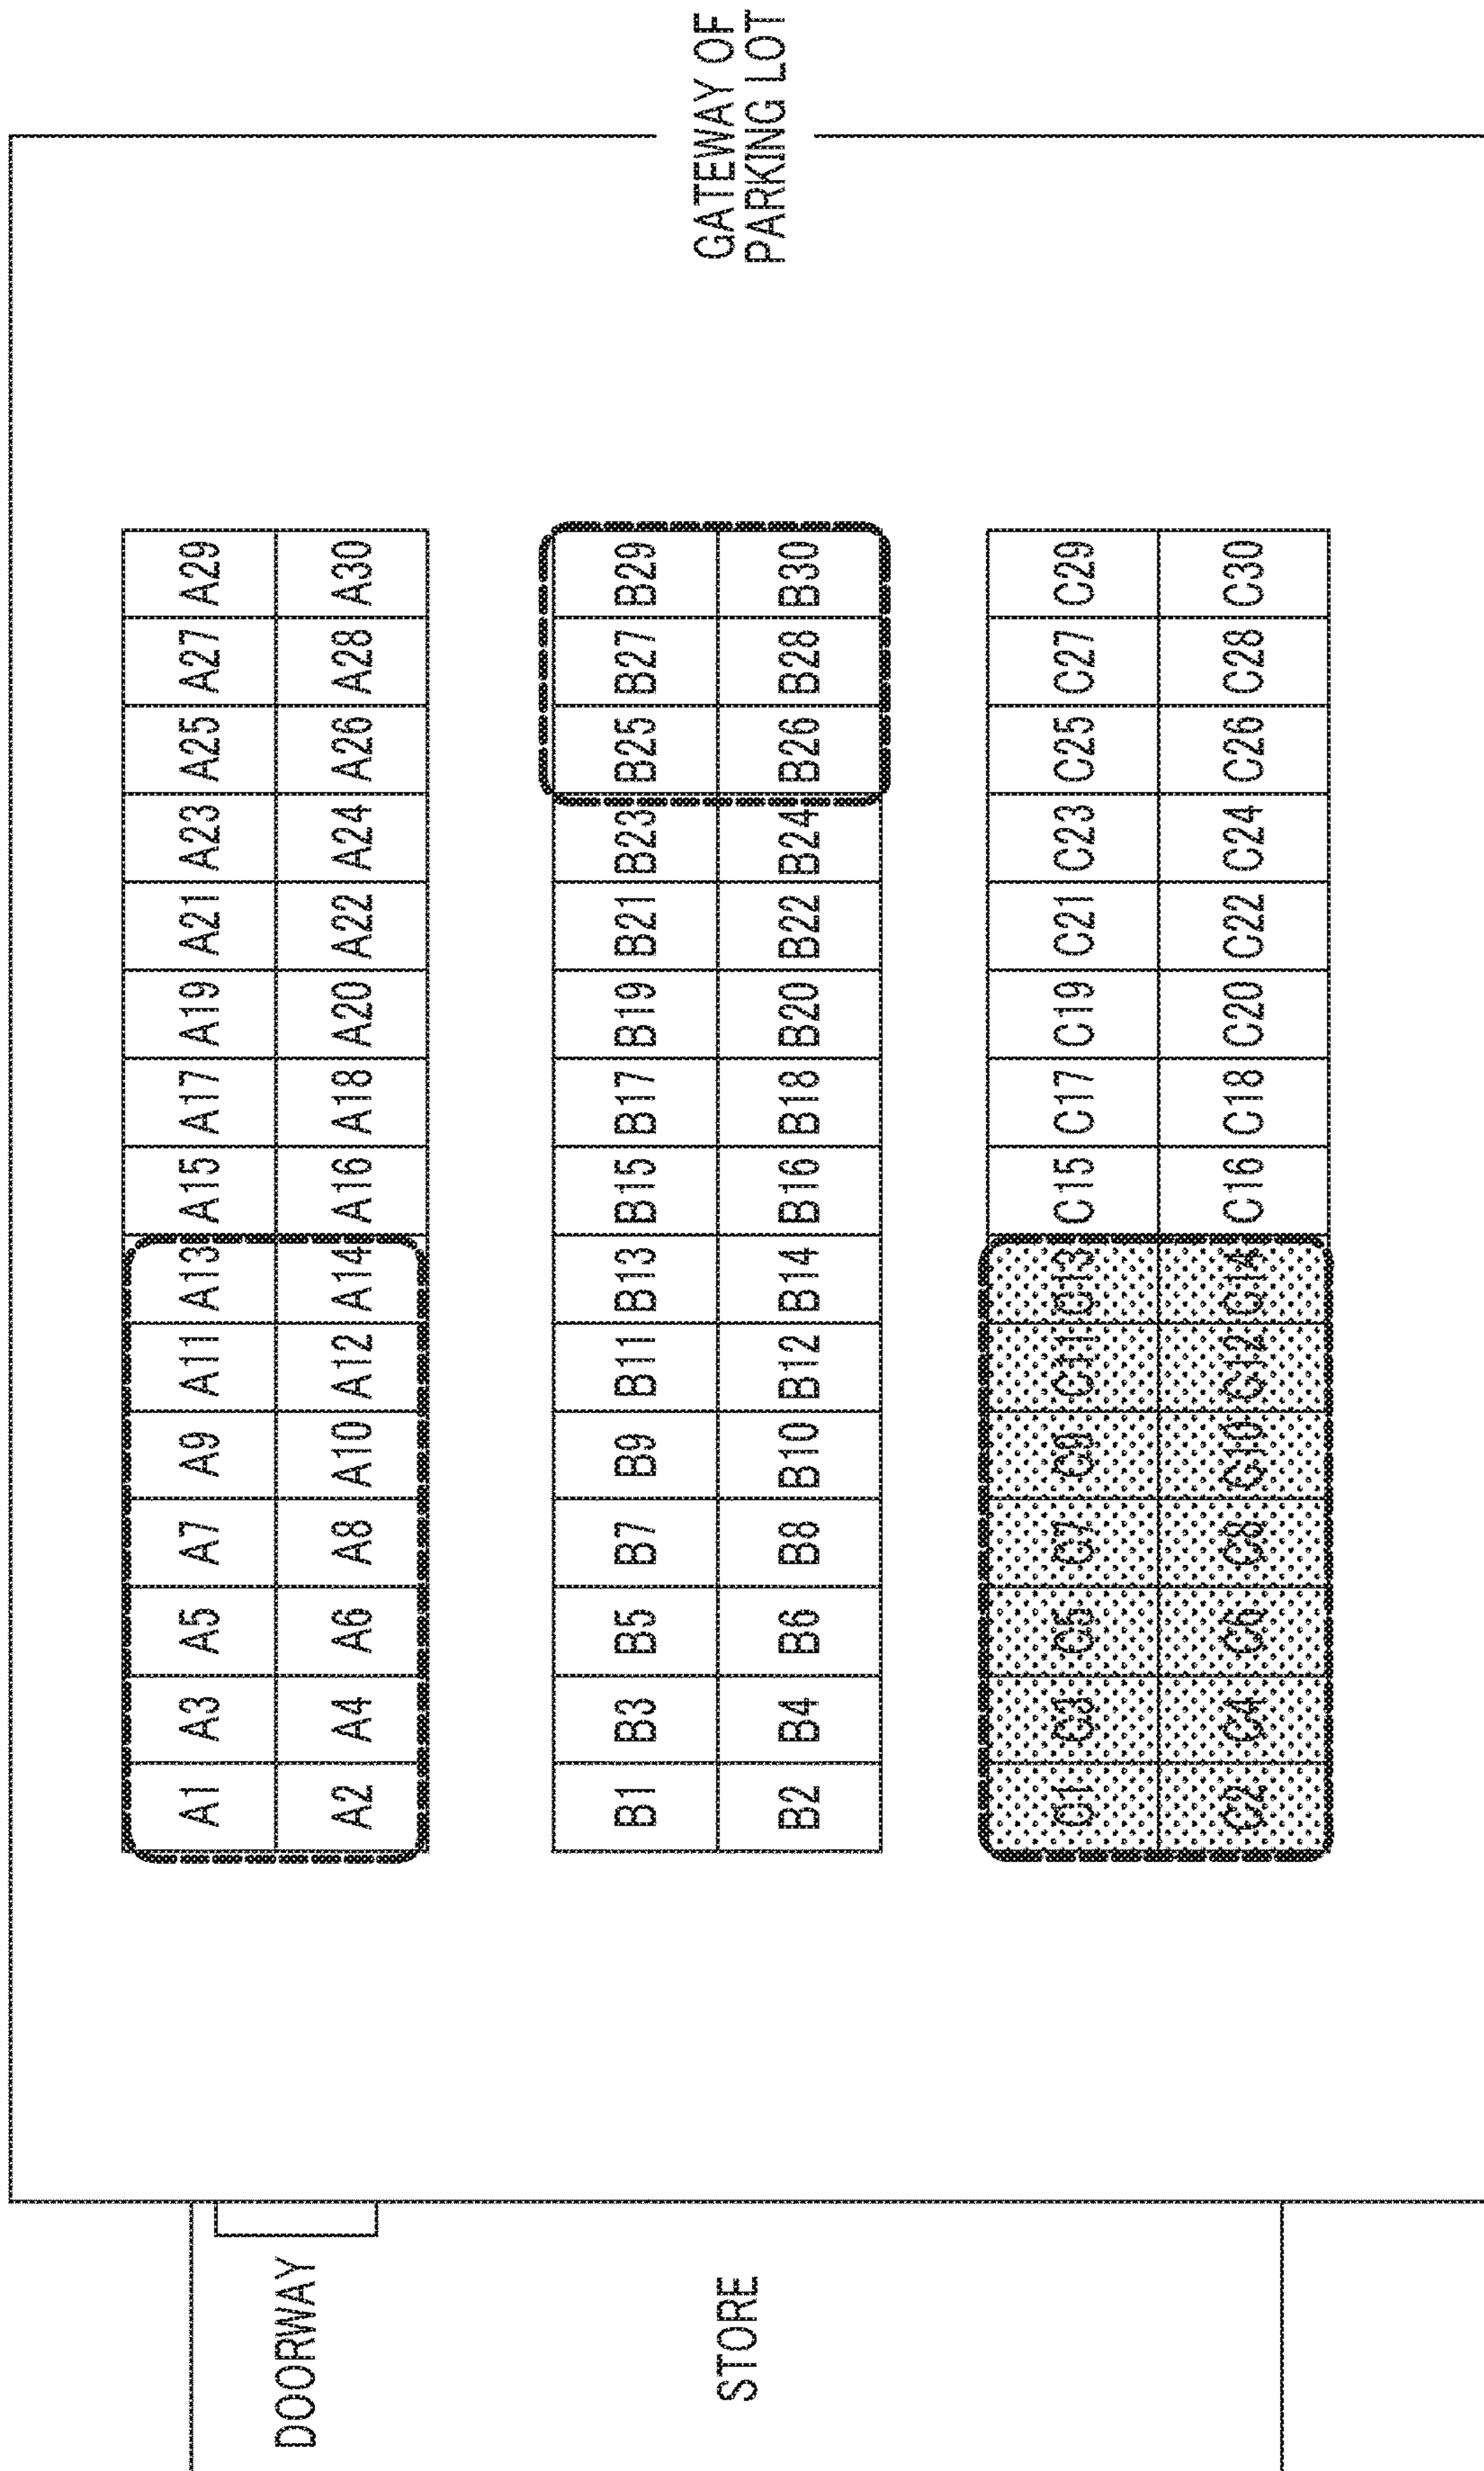 GATEWAY OF
PARKING LOT
A1 A3 A5 A7 A9 A11 A13 A15 A17 A19 A21 A23 A25 A27 A29
A2 A4 A6 A8 A10 A12 A14 A16 A18 A20 A22 A24 A26 A28 A30
B1 B3 B5 B7 B9 B11 B13 B15 B17 B19 B21 B23 B25 B27 B29
B2 B4 B6 B8 B10 B12 B14 B16 B18 B20 B22 B24 B26 B28 B30
C1 C3 C5 C7 C9 C11 C13 C15 C17 C19 C21 C23 C25 C27 C29
C2 C4 C6 C8 C10 C12 C14 C16 C18 C20 C22 C24 C26 C28 C30
DOORWAY
STORE